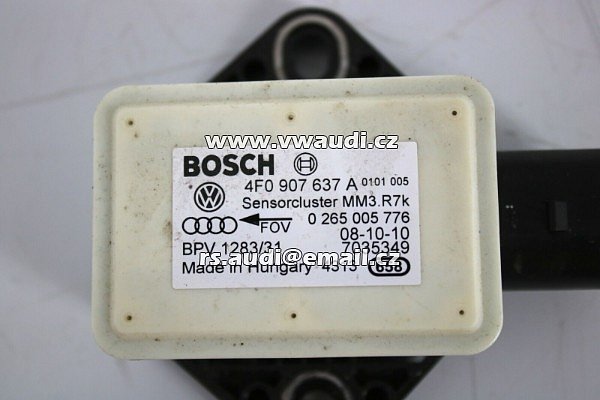 www.vwaudi.cz
BOSCH
4F0 907 637 A 0101 005
Sensorcluster MM3.R7k
0 265 005 776
FOV
08-10-10
BPV 1283/31 7035349
Made in Hungary 4313 658
rs.audi@email.cz